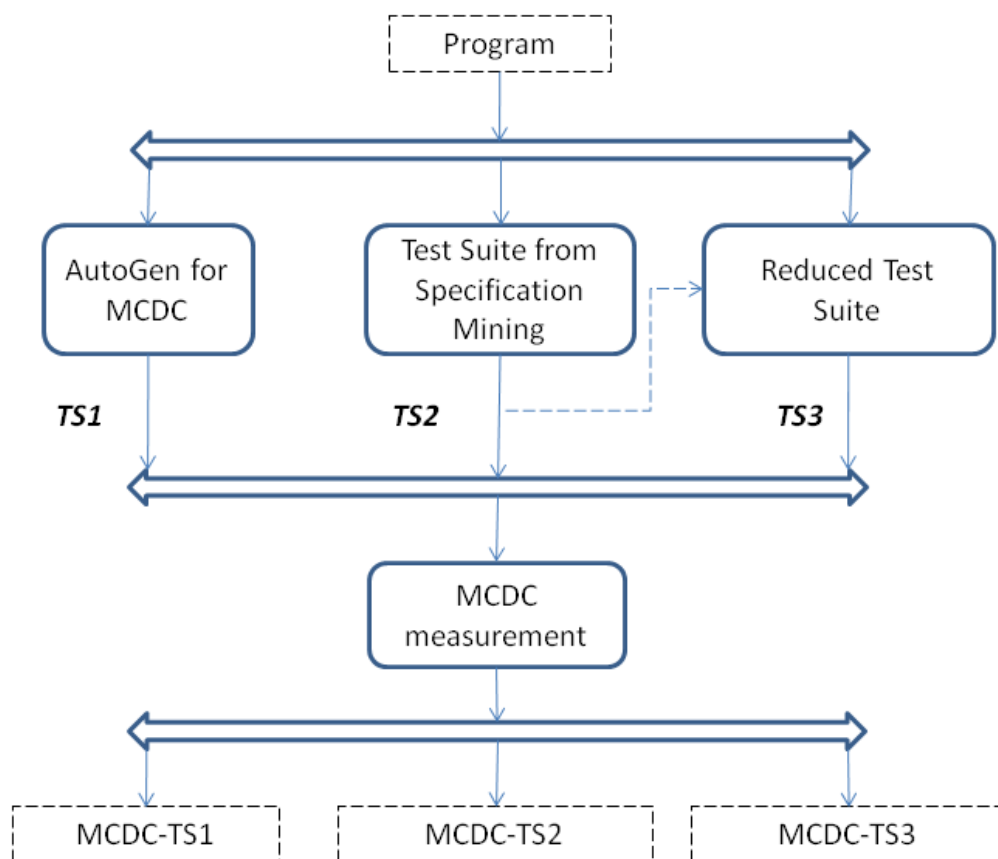 Program
AutoGen for
MCDC
Test Suite from
Specification
Mining
Reduced Test
Suite
TS1
TS2
TS3
MCDC
measurement
MCDC-TS1
MCDC-TS2
MCDC-TS3